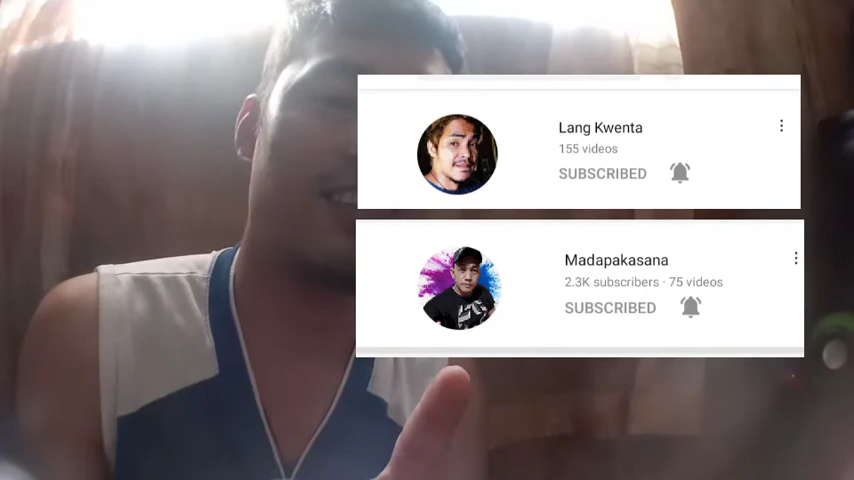 Lang Kwenta
155 videos
SUBSCRIBED
Madapakasana
2.3K subscribers · 75 videos
SUBSCRIBED